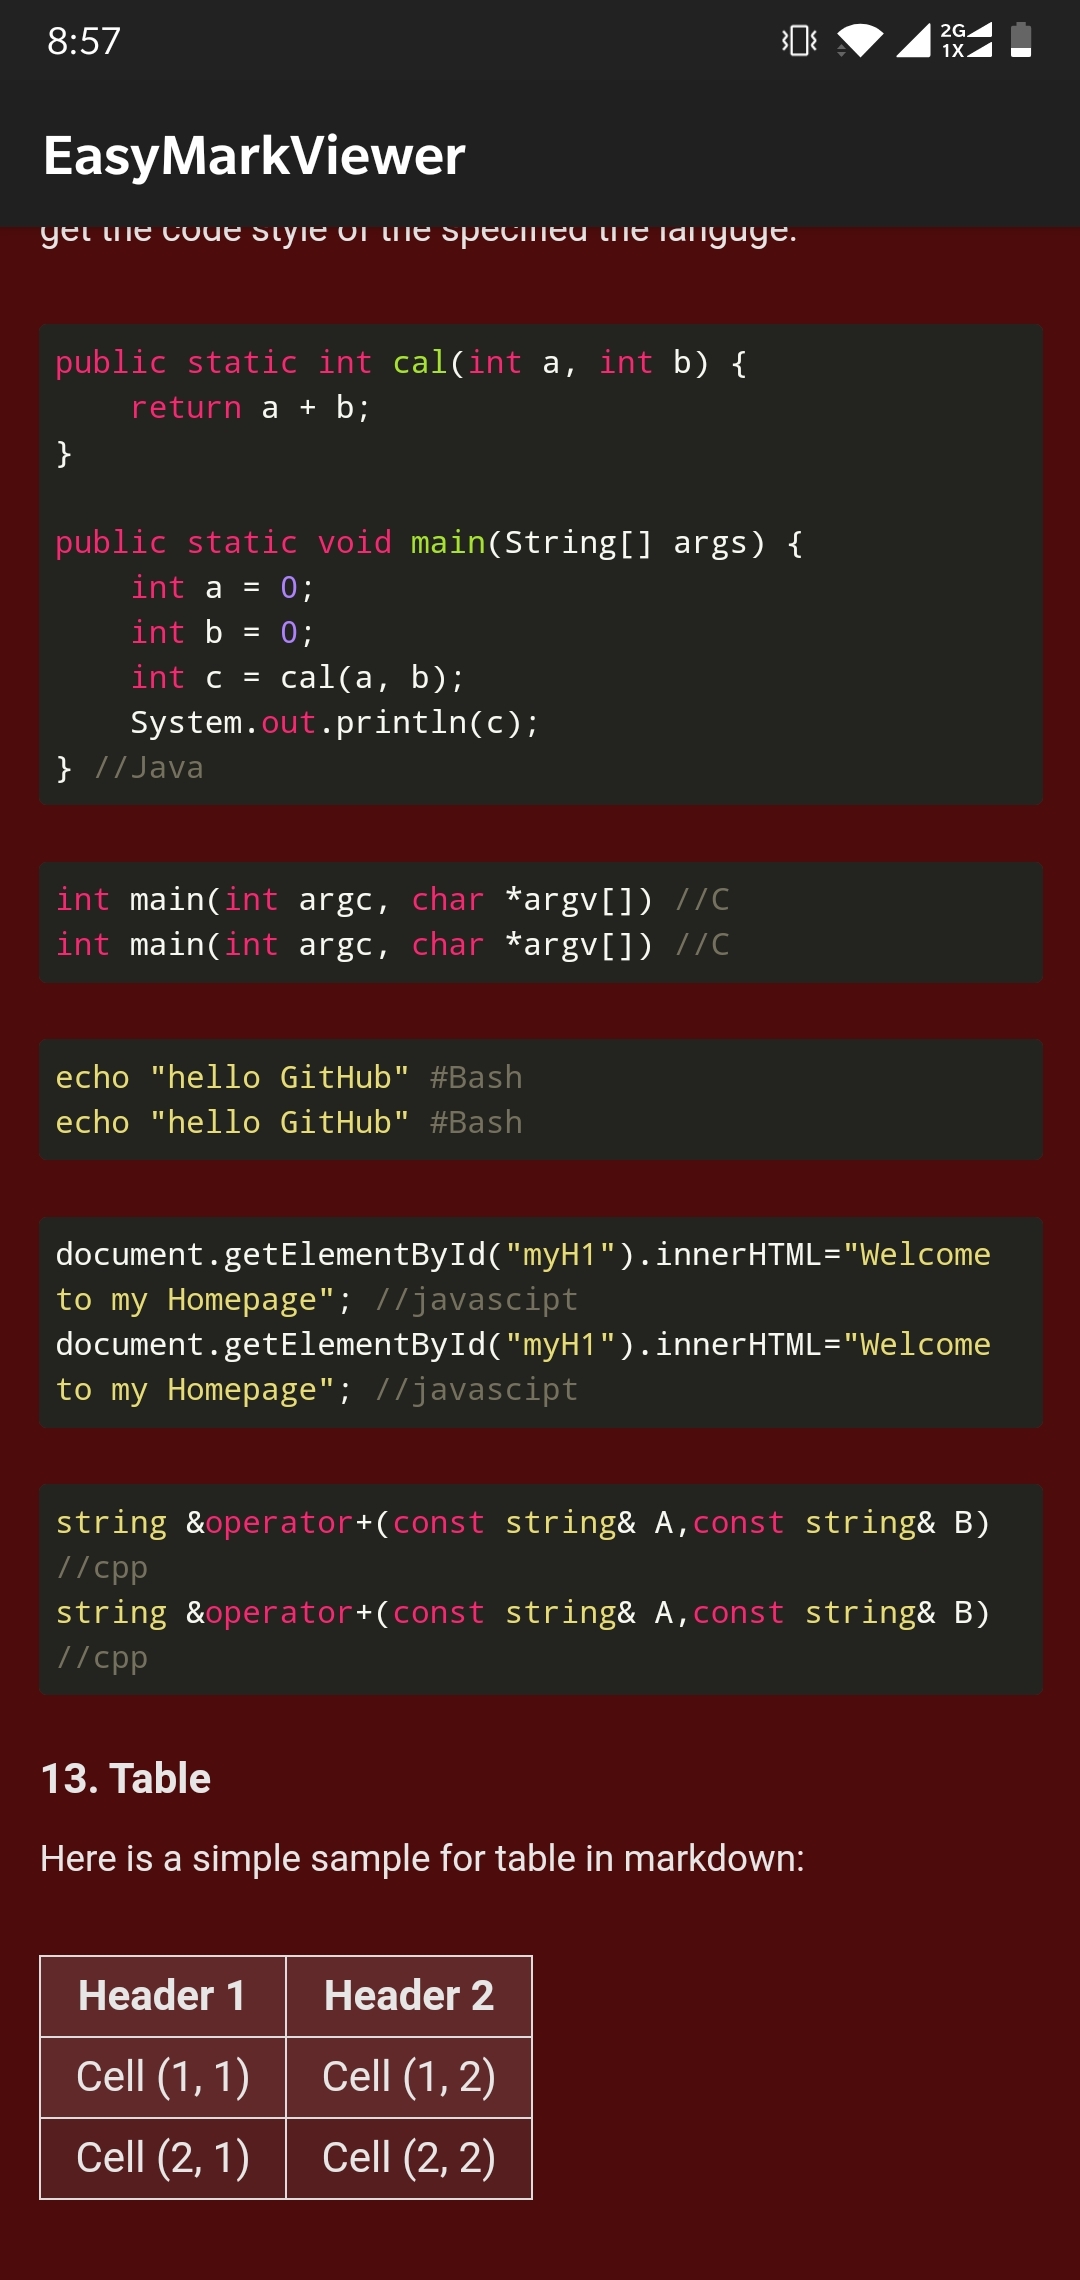 8:57
2G
1X
EasyMarkViewer
get the code style of the specified the languge.
public static int cal(int a, int b) {
    return a + b;
}
public static void main(String[] args) {
    int a = 0;
    int b = 0;
    int c = cal(a, b);
    System.out.println(c);
} //Java
int main(int argc, char *argv[]) //C
int main(int argc, char *argv[]) //C
echo "hello GitHub" #Bash
echo "hello GitHub" #Bash
document.getElementById("myH1").innerHTML="Welcome
to my Homepage"; //javascipt
document.getElementById("myH1").innerHTML="Welcome
to my Homepage"; //javascipt
string &operator+(const string& A,const string& B)
//cpp
string &operator+(const string& A,const string& B)
//cpp
13. Table
Here is a simple sample for table in markdown:
Header 1 Header 2
Cell (1, 1) Cell (1, 2)
Cell (2, 1) Cell (2, 2)